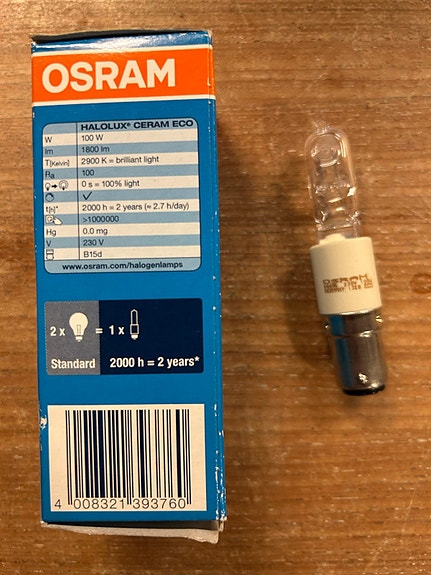 OSRAM
HALOLUX® CERAM ECO
W 100 W
lm 1800 lm
T[Kelvin] 2900 K = brilliant light
Ra 100
0 s = 100% light
✓
t[h]* 2000 h = 2 years (≈ 2.7 h/day)
>1000000
Hg 0.0 mg
V 230 V
B15d
www.osram.com/halogenlamps
2 x = 1 x
Standard 2000 h = 2 years*
4 008321 393760
OSRAM